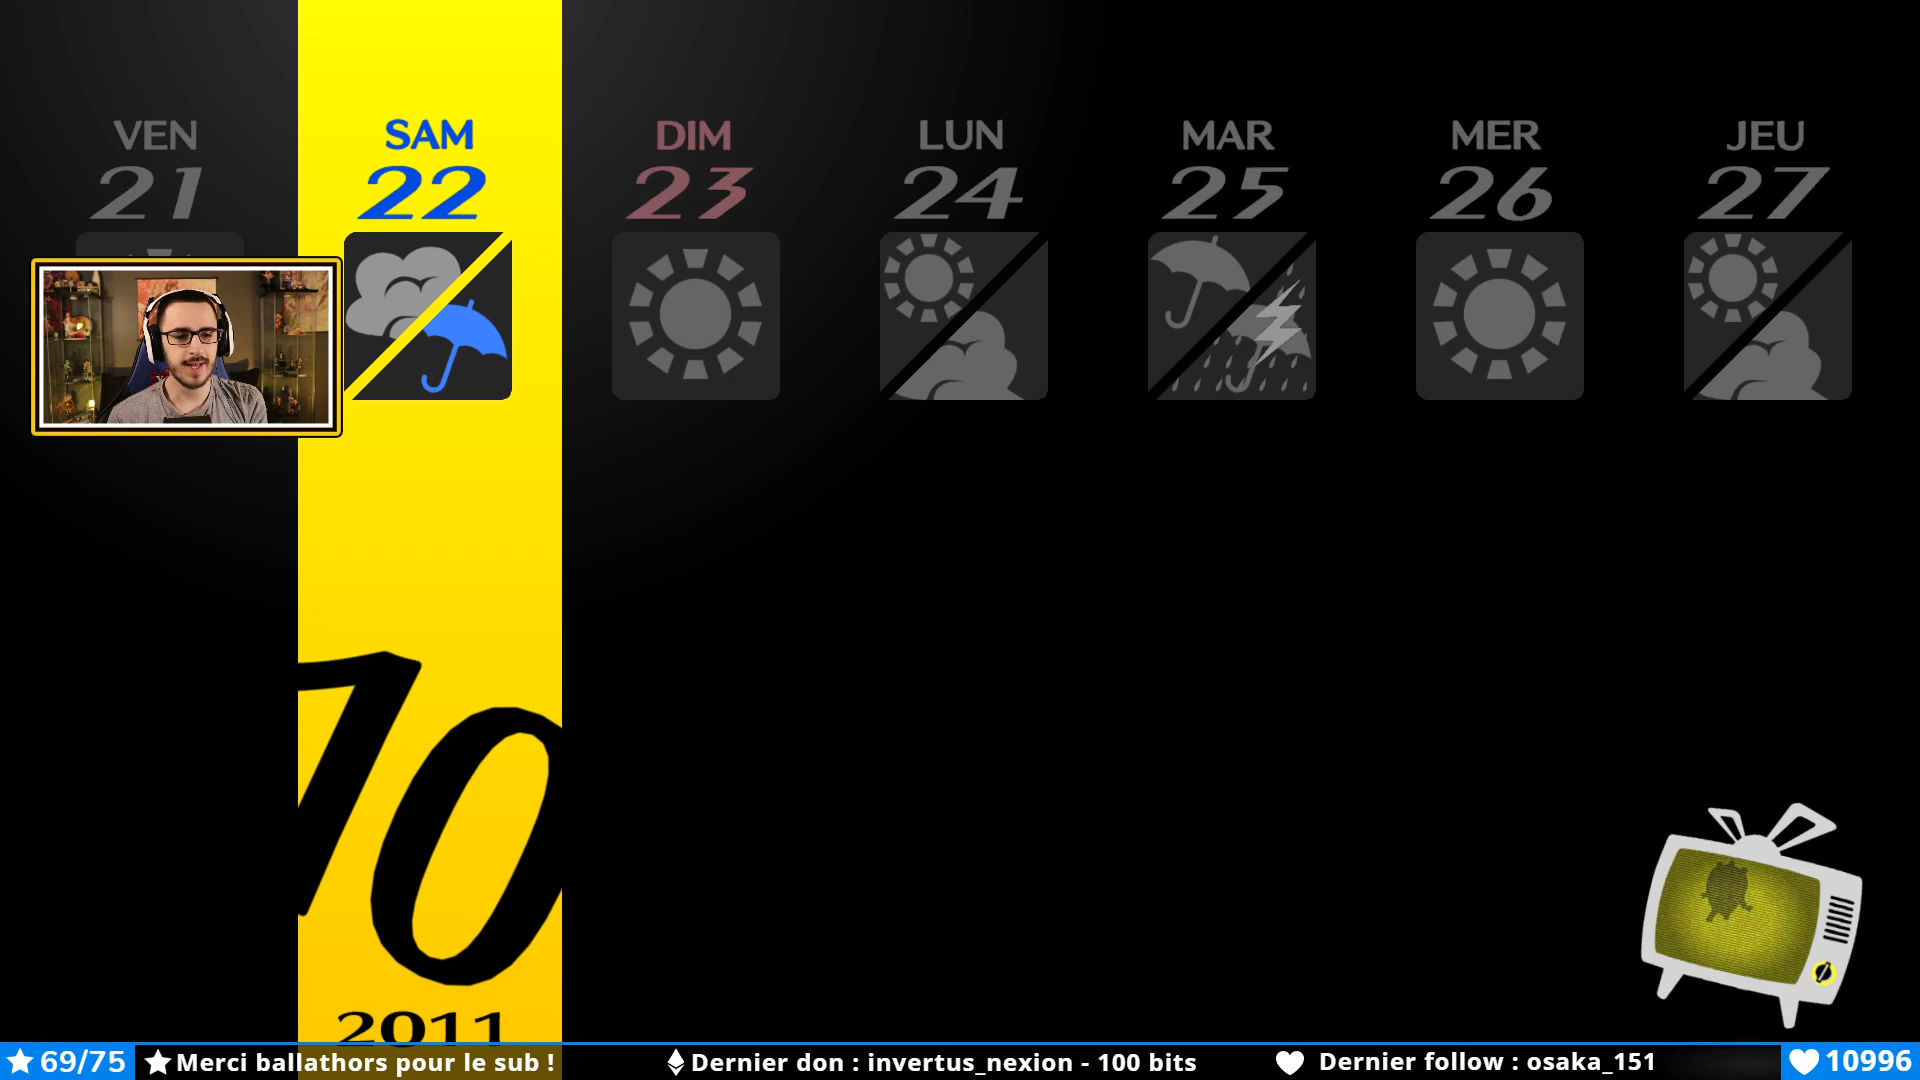 VEN SAM DIM LUN MAR MER JEU
21 22 23 24 25 26 27
10
2011
69/75 Merci ballathors pour le sub ! Dernier don : invertus_nexion - 100 bits Dernier follow : osaka_151 10996